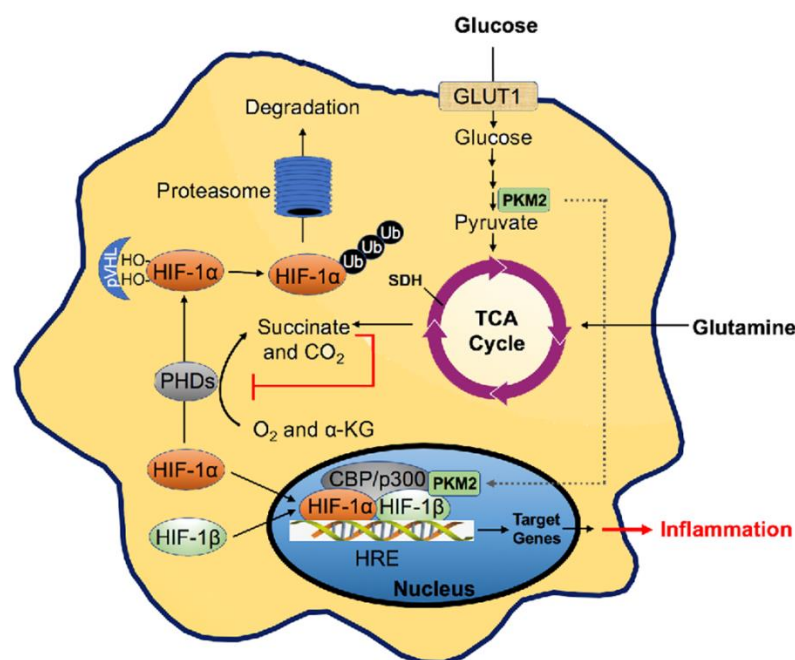 Glucose
GLUT1
Glucose
PKM2
Pyruvate
Degradation
Proteasome
pVHL
HO-
HO-
HIF-1α
HIF-1α
Ub
Ub
Ub
SDH
TCA
Cycle
Glutamine
Succinate
and CO₂
PHDs
O₂ and α-KG
HIF-1α
HIF-1β
CBP/p300
PKM2
HIF-1α
HIF-1β
HRE
Target
Genes
Inflammation
Nucleus